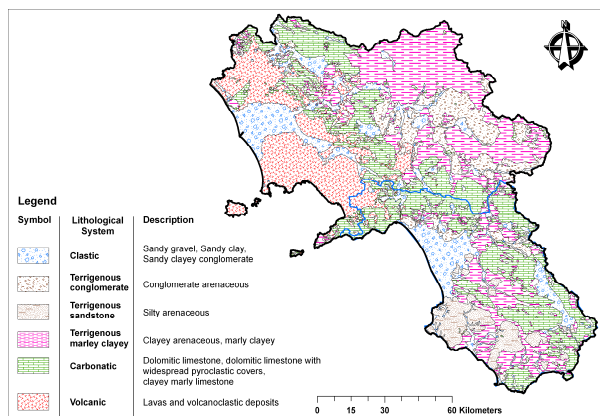 Legend
Symbol Lithological System Description
Clastic Sandy gravel, Sandy clay, Sandy clayey conglomerate
Terrigenous conglomerate Conglomerate arenaceous
Terrigenous sandstone Silty arenaceous
Terrigenous marley clayey Clayey arenaceous, marly clayey
Carbonatic Dolomitic limestone, dolomitic limestone with widespread pyroclastic covers, clayey marly limestone
Volcanic Lavas and volcanoclastic deposits
0 15 30 60 Kilometers